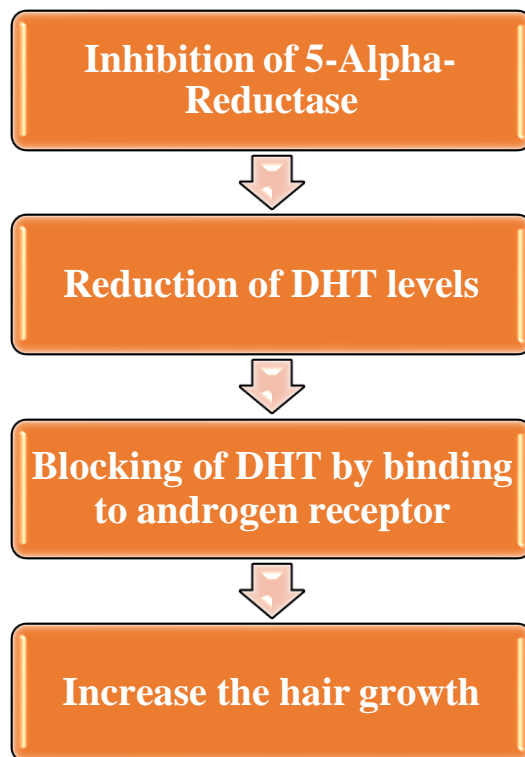 Inhibition of 5-Alpha-
Reductase
Reduction of DHT levels
Blocking of DHT by binding
to androgen receptor
Increase the hair growth